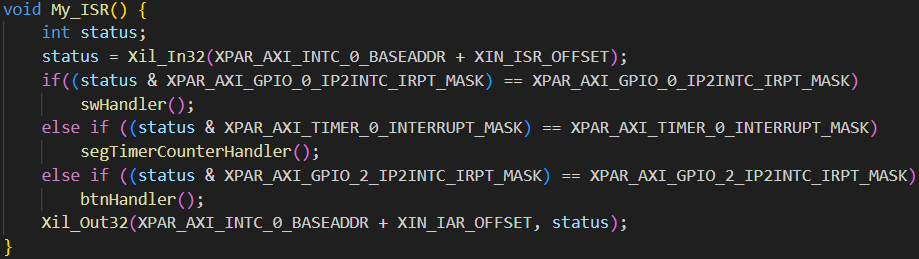 void My_ISR() {
    int status;
    status = Xil_In32(XPAR_AXI_INTC_0_BASEADDR + XIN_ISR_OFFSET);
    if((status & XPAR_AXI_GPIO_0_IP2INTC_IRPT_MASK) == XPAR_AXI_GPIO_0_IP2INTC_IRPT_MASK)
        swHandler();
    else if ((status & XPAR_AXI_TIMER_0_INTERRUPT_MASK) == XPAR_AXI_TIMER_0_INTERRUPT_MASK)
        segTimerCounterHandler();
    else if ((status & XPAR_AXI_GPIO_2_IP2INTC_IRPT_MASK) == XPAR_AXI_GPIO_2_IP2INTC_IRPT_MASK)
        btnHandler();
    Xil_Out32(XPAR_AXI_INTC_0_BASEADDR + XIN_IAR_OFFSET, status);
}